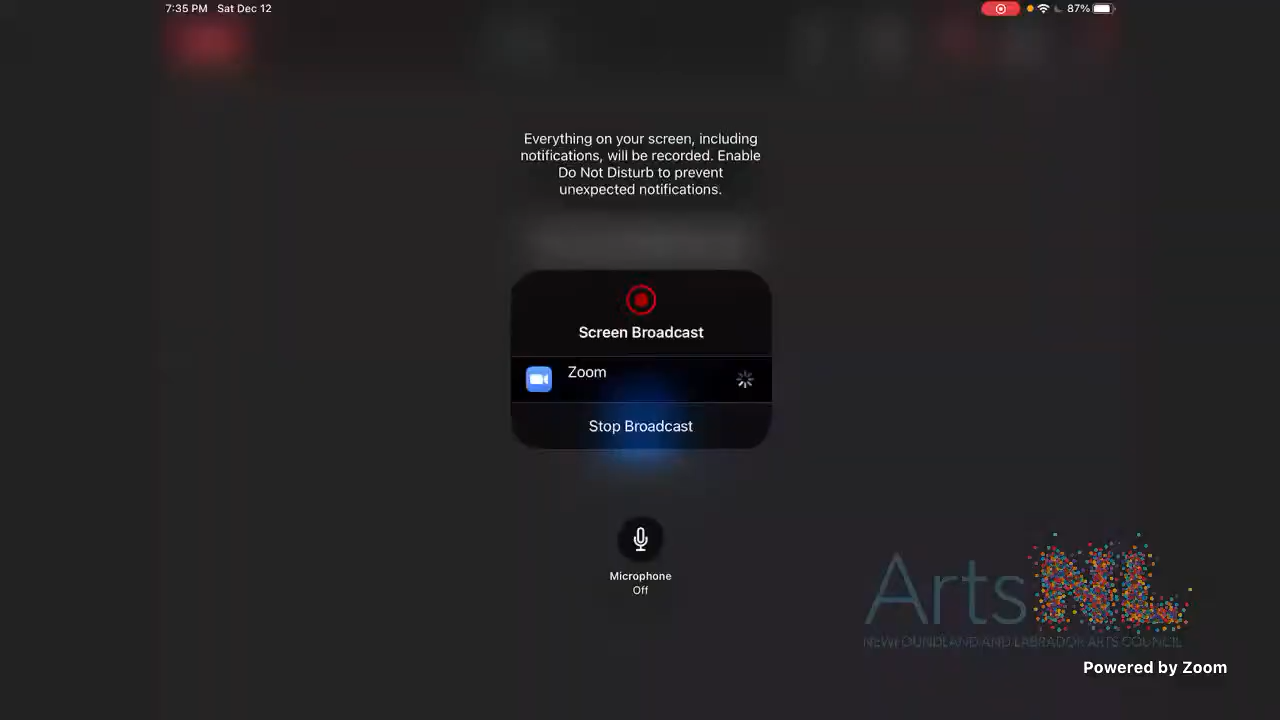 7:35 PM Sat Dec 12
87%
Everything on your screen, including
notifications, will be recorded. Enable
Do Not Disturb to prevent
unexpected notifications.
Screen Broadcast
Zoom
Stop Broadcast
Microphone
Off
ArtsNL
NEWFOUNDLAND AND LABRADOR ARTS COUNCIL
Powered by Zoom